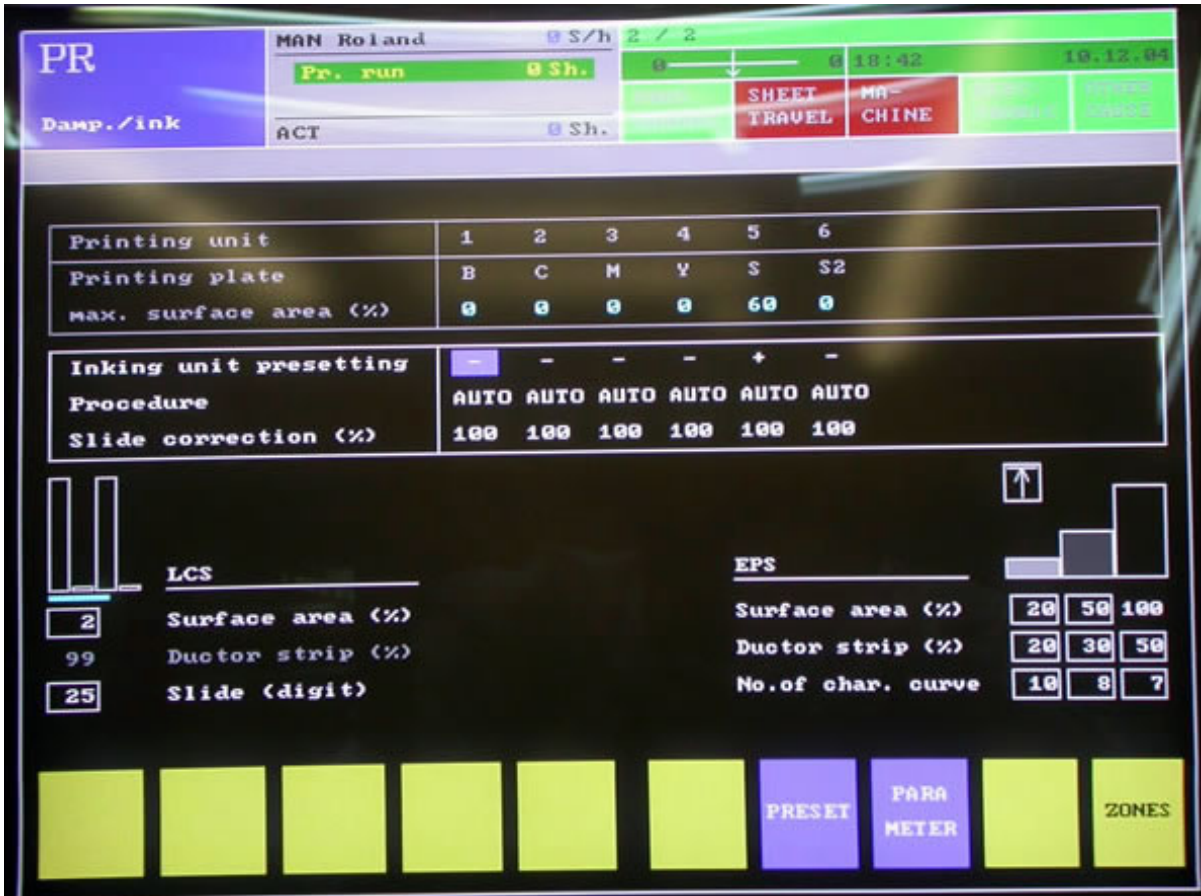 PR
Damp./ink
MAN Roland 0 S/h
Pr. run 0 Sh.
ACT 0 Sh.
2 / 2
0 0 18:42 10.12.04
SHEET TRAVEL
MA-CHINE
Printing unit 1 2 3 4 5 6
Printing plate B C M Y S S2
max. surface area (%) 0 0 0 0 60 0
Inking unit presetting - - - - + -
Procedure AUTO AUTO AUTO AUTO AUTO AUTO
Slide correction (%) 100 100 100 100 100 100
LCS
2 Surface area (%)
99 Ductor strip (%)
25 Slide (digit)
EPS
Surface area (%) 20 50 100
Ductor strip (%) 20 30 50
No.of char. curve 10 8 7
PRESET
PARA
METER
ZONES